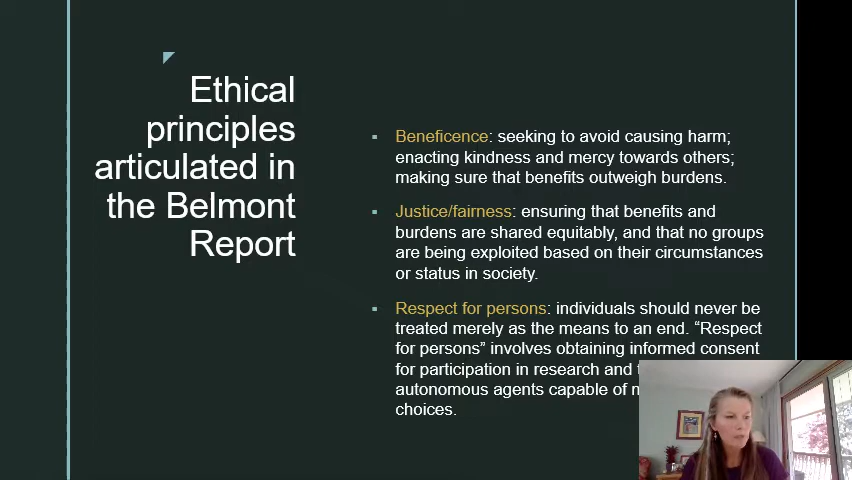 Ethical
principles
articulated in
the Belmont
Report
Beneficence: seeking to avoid causing harm;
enacting kindness and mercy towards others;
making sure that benefits outweigh burdens.
Justice/fairness: ensuring that benefits and
burdens are shared equitably, and that no groups
are being exploited based on their circumstances
or status in society.
Respect for persons: individuals should never be
treated merely as the means to an end. “Respect
for persons” involves obtaining informed consent
for participation in research and
autonomous agents capable of
choices.